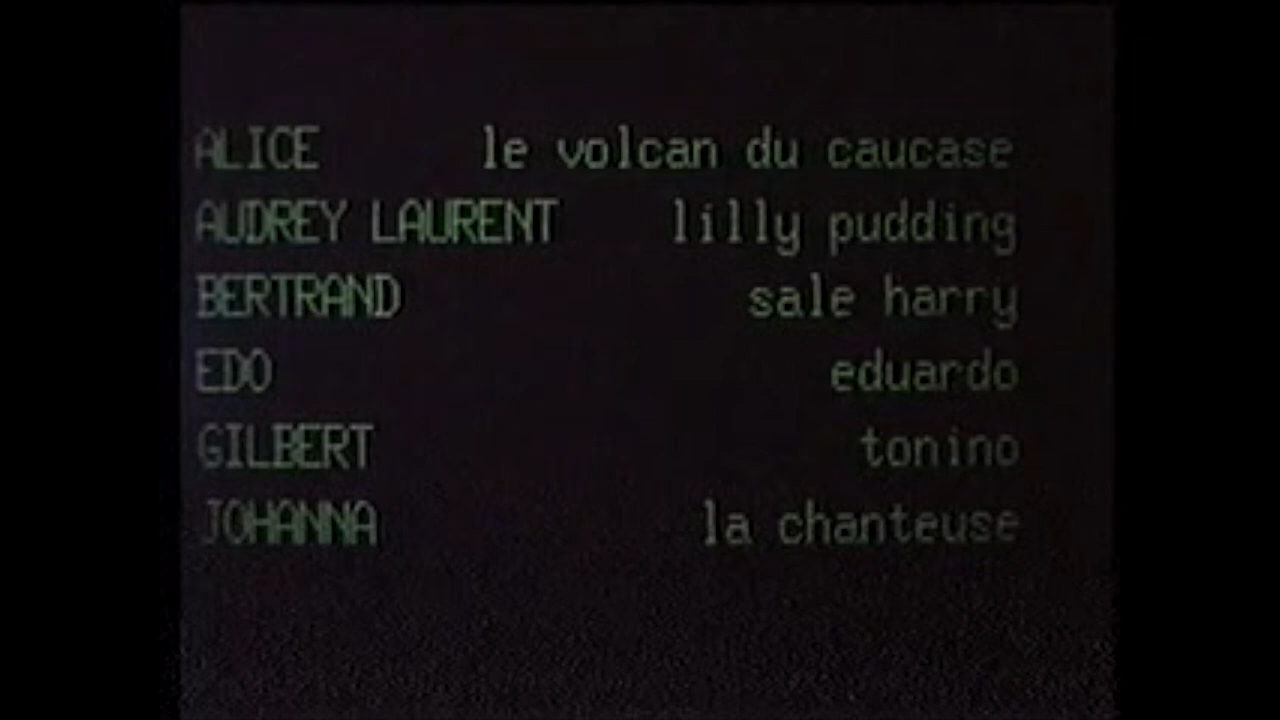 ALICE le volcan du caucase
AUDREY LAURENT lilly pudding
BERTRAND sale harry
EDO eduardo
GILBERT tonino
JOHANNA la chanteuse